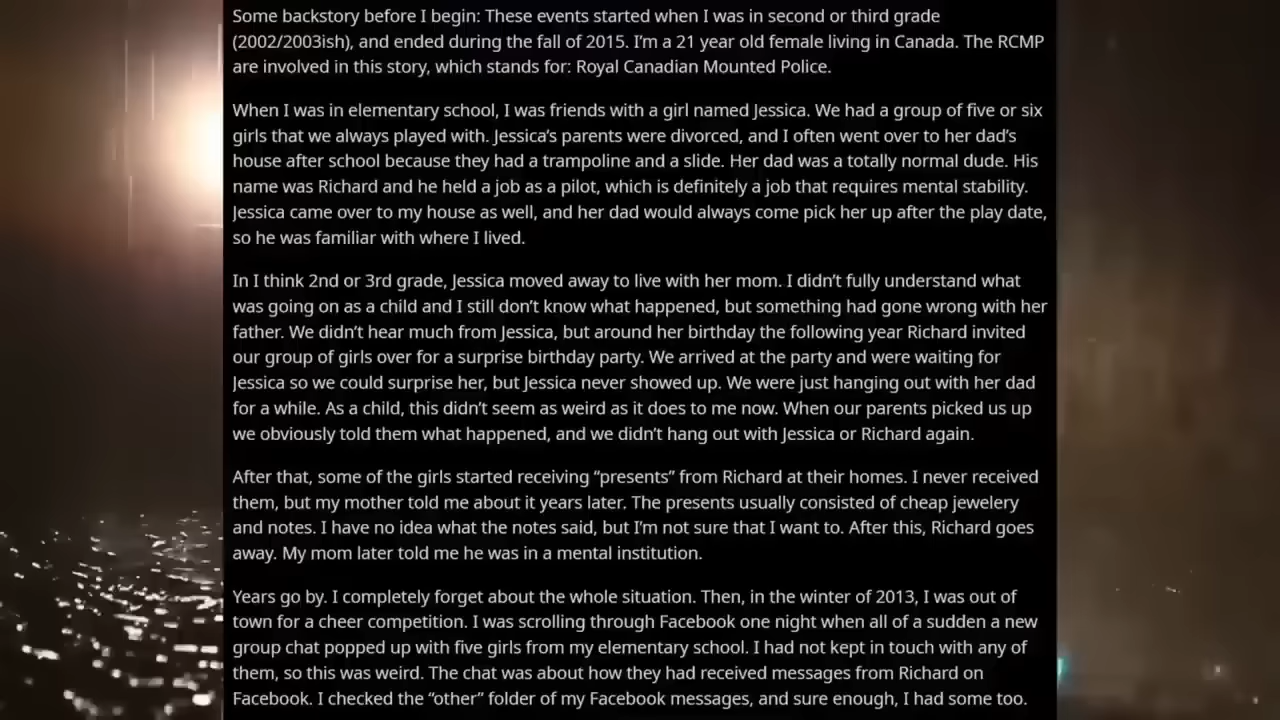 Some backstory before I begin: These events started when I was in second or third grade
(2002/2003ish), and ended during the fall of 2015. I’m a 21 year old female living in Canada. The RCMP
are involved in this story, which stands for: Royal Canadian Mounted Police.
When I was in elementary school, I was friends with a girl named Jessica. We had a group of five or six
girls that we always played with. Jessica’s parents were divorced, and I often went over to her dad’s
house after school because they had a trampoline and a slide. Her dad was a totally normal dude. His
name was Richard and he held a job as a pilot, which is definitely a job that requires mental stability.
Jessica came over to my house as well, and her dad would always come pick her up after the play date,
so he was familiar with where I lived.
In I think 2nd or 3rd grade, Jessica moved away to live with her mom. I didn’t fully understand what
was going on as a child and I still don’t know what happened, but something had gone wrong with her
father. We didn’t hear much from Jessica, but around her birthday the following year Richard invited
our group of girls over for a surprise birthday party. We arrived at the party and were waiting for
Jessica so we could surprise her, but Jessica never showed up. We were just hanging out with her dad
for a while. As a child, this didn’t seem as weird as it does to me now. When our parents picked us up
we obviously told them what happened, and we didn’t hang out with Jessica or Richard again.
After that, some of the girls started receiving “presents” from Richard at their homes. I never received
them, but my mother told me about it years later. The presents usually consisted of cheap jewelery
and notes. I have no idea what the notes said, but I’m not sure that I want to. After this, Richard goes
away. My mom later told me he was in a mental institution.
Years go by. I completely forget about the whole situation. Then, in the winter of 2013, I was out of
town for a cheer competition. I was scrolling through Facebook one night when all of a sudden a new
group chat popped up with five girls from my elementary school. I had not kept in touch with any of
them, so this was weird. The chat was about how they had received messages from Richard on
Facebook. I checked the “other” folder of my Facebook messages, and sure enough, I had some too.